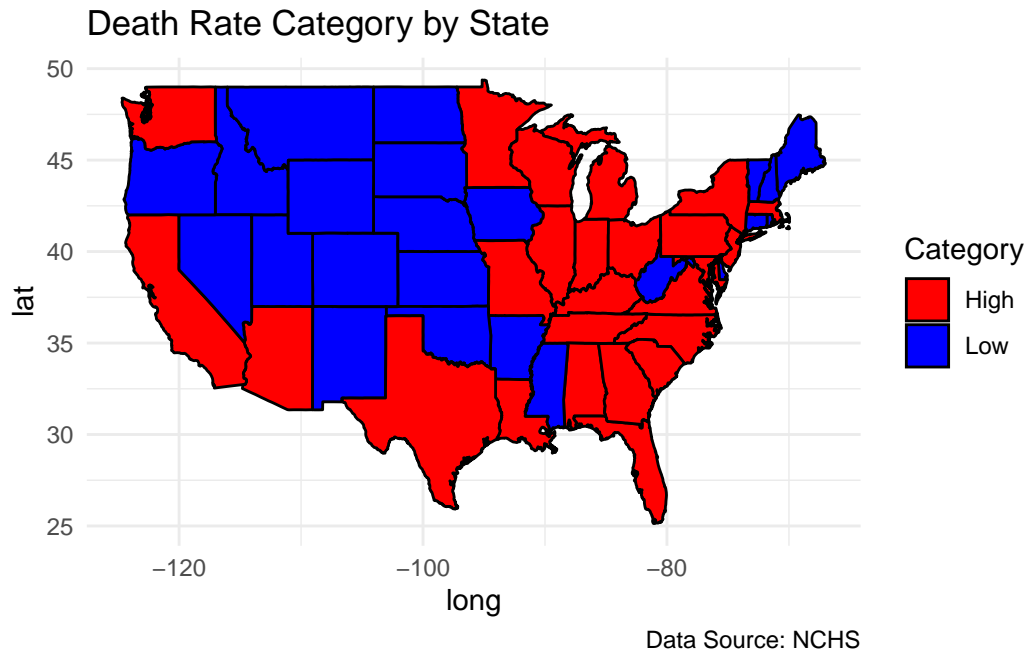 Death Rate Category by State
50
45
40
35
30
25
lat
−120
−100
−80
long
Category
High
Low
Data Source: NCHS